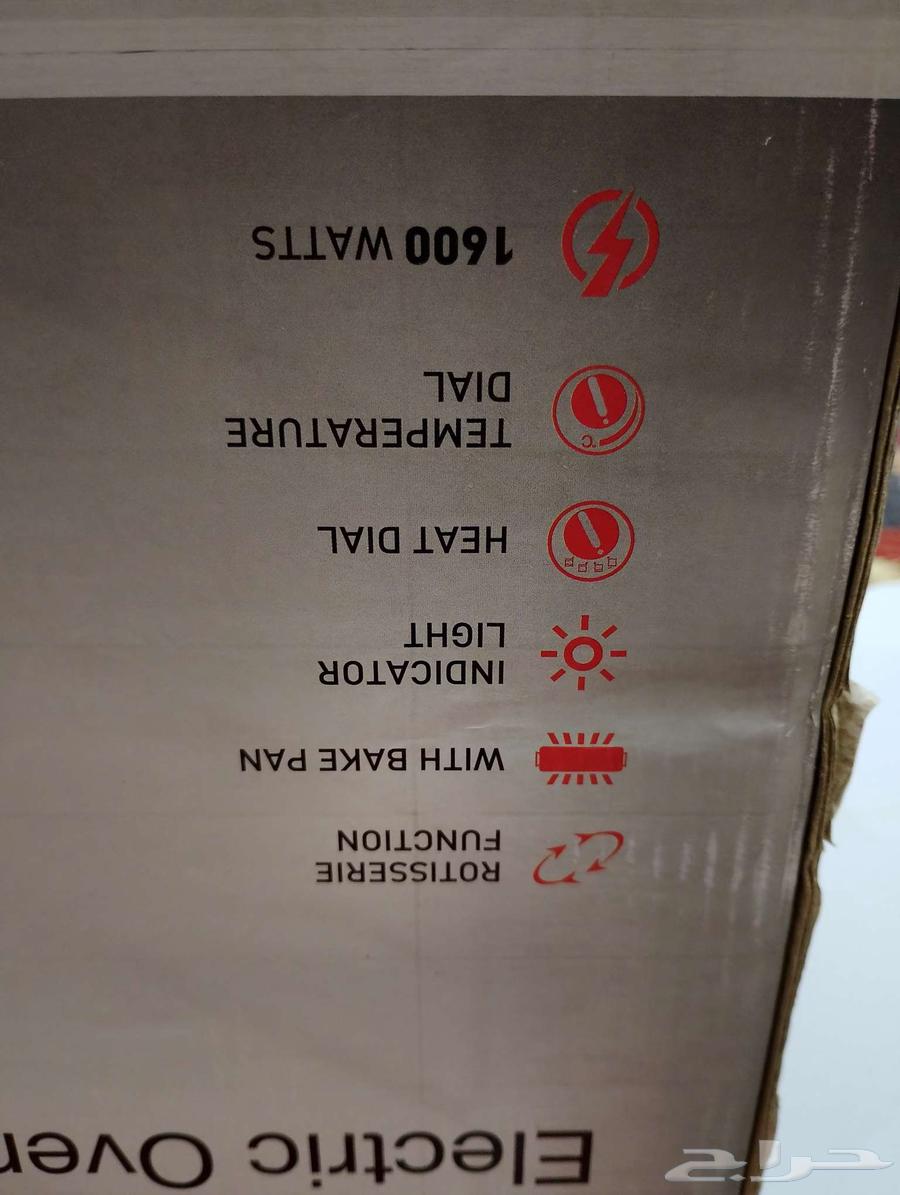 Electric Oven
ROTISSERIE
FUNCTION
WITH BAKE PAN
INDICATOR
LIGHT
HEAT DIAL
°C
TEMPERATURE
DIAL
1600 WATTS
حراج